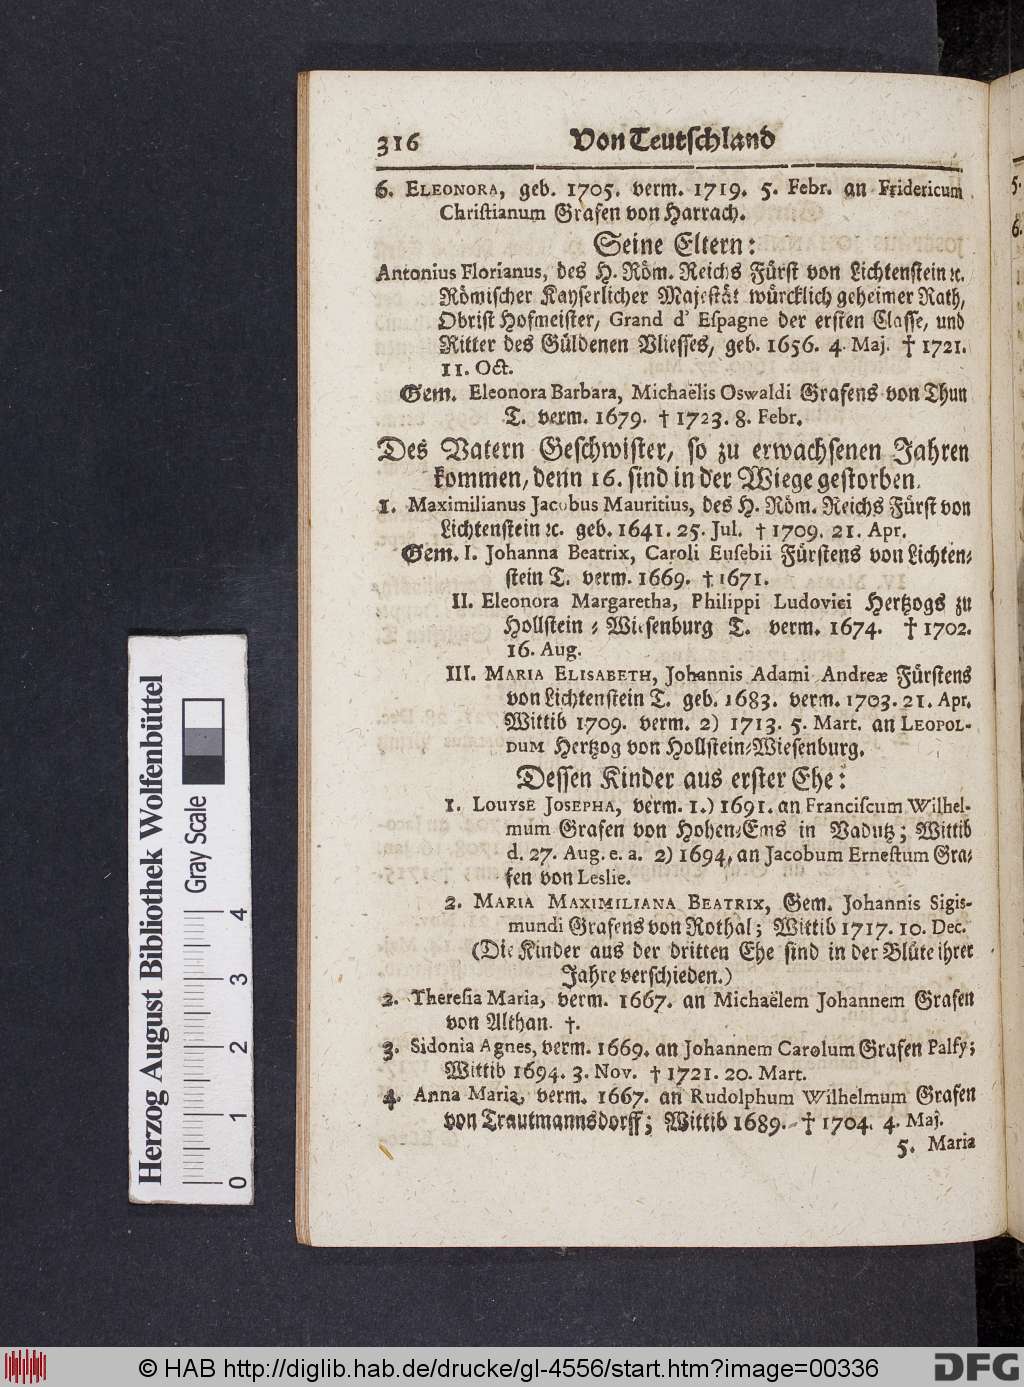 316 Von Teutschland
6. ELEONORA, geb. 1705. verm. 1719. 5. Febr. an Fridericum
Christianum Grafen von Harrach.
Seine Eltern:
Antonius Florianus, des H. Röm. Reichs Fürst von Lichtenstein ꝛc.
Römischer Kayserlicher Majestät würcklich geheimer Rath,
Obrist Hofmeister, Grand d' Eſpagne der ersten Classe, und
Ritter des Güldenen Vliesses, geb. 1656. 4. Maj. † 1721.
11. Oct.
Gem. Eleonora Barbara, Michaëlis Oswaldi Grafens von Thun
T. verm. 1679. † 1723. 8. Febr.
Des Vatern Geschwister, so zu erwachsenen Jahren
kommen, denn 16. sind in der Wiege gestorben.
1. Maximilianus Jacobus Mauritius, des H. Röm. Reichs Fürst von
Lichtenstein ꝛc. geb. 1641. 25. Jul. † 1709. 21. Apr.
Gem. I. Johanna Beatrix, Caroli Euſebii Fürstens von Lichten-
stein T. verm. 1669. † 1671.
II. Eleonora Margaretha, Philippi Ludovici Hertzogs zu
Hollstein-Wiesenburg T. verm. 1674. † 1702.
16. Aug.
III. MARIA ELISABETH, Johannis Adami Andreæ Fürstens
von Lichtenstein T. geb. 1683. verm. 1703. 21. Apr.
Wittib 1709. verm. 2) 1713. 5. Mart. an LEOPOL-
DUM Hertzog von Hollstein-Wiesenburg.
Dessen Kinder aus erster Ehe:
1. LOUYSE JOSEPHA, verm. 1.) 1691. an Franciſcum Wilhel-
mum Grafen von Hohen-Ems in Vadutz; Wittib
d. 27. Aug. e. a. 2) 1694. an Jacobum Ernestum Gra-
fen von Leslie.
2. MARIA MAXIMILIANA BEATRIX, Gem. Johannis Sigis-
mundi Grafens von Rothal; Wittib 1717. 10. Dec.
(Die Kinder aus der dritten Ehe sind in der Blüte ihrer
Jahre verschieden.)
2. Thereſia Maria, verm. 1667. an Michaëlem Johannem Grafen
von Althan. †.
3. Sidonia Agnes, verm. 1669. an Johannem Carolum Grafen Palfy;
Wittib 1694. 3. Nov. † 1721. 20. Mart.
4. Anna Maria, verm. 1667. an Rudolphum Wilhelmum Grafen
von Trautmannsdorff; Wittib 1689. † 1704. 4. Maj.
5. Maria
5.
6.
Herzog August Bibliothek Wolfenbüttel
Gray Scale
0 1 2 3 4
© HAB http://diglib.hab.de/drucke/gl-4556/start.htm?image=00336
DFG